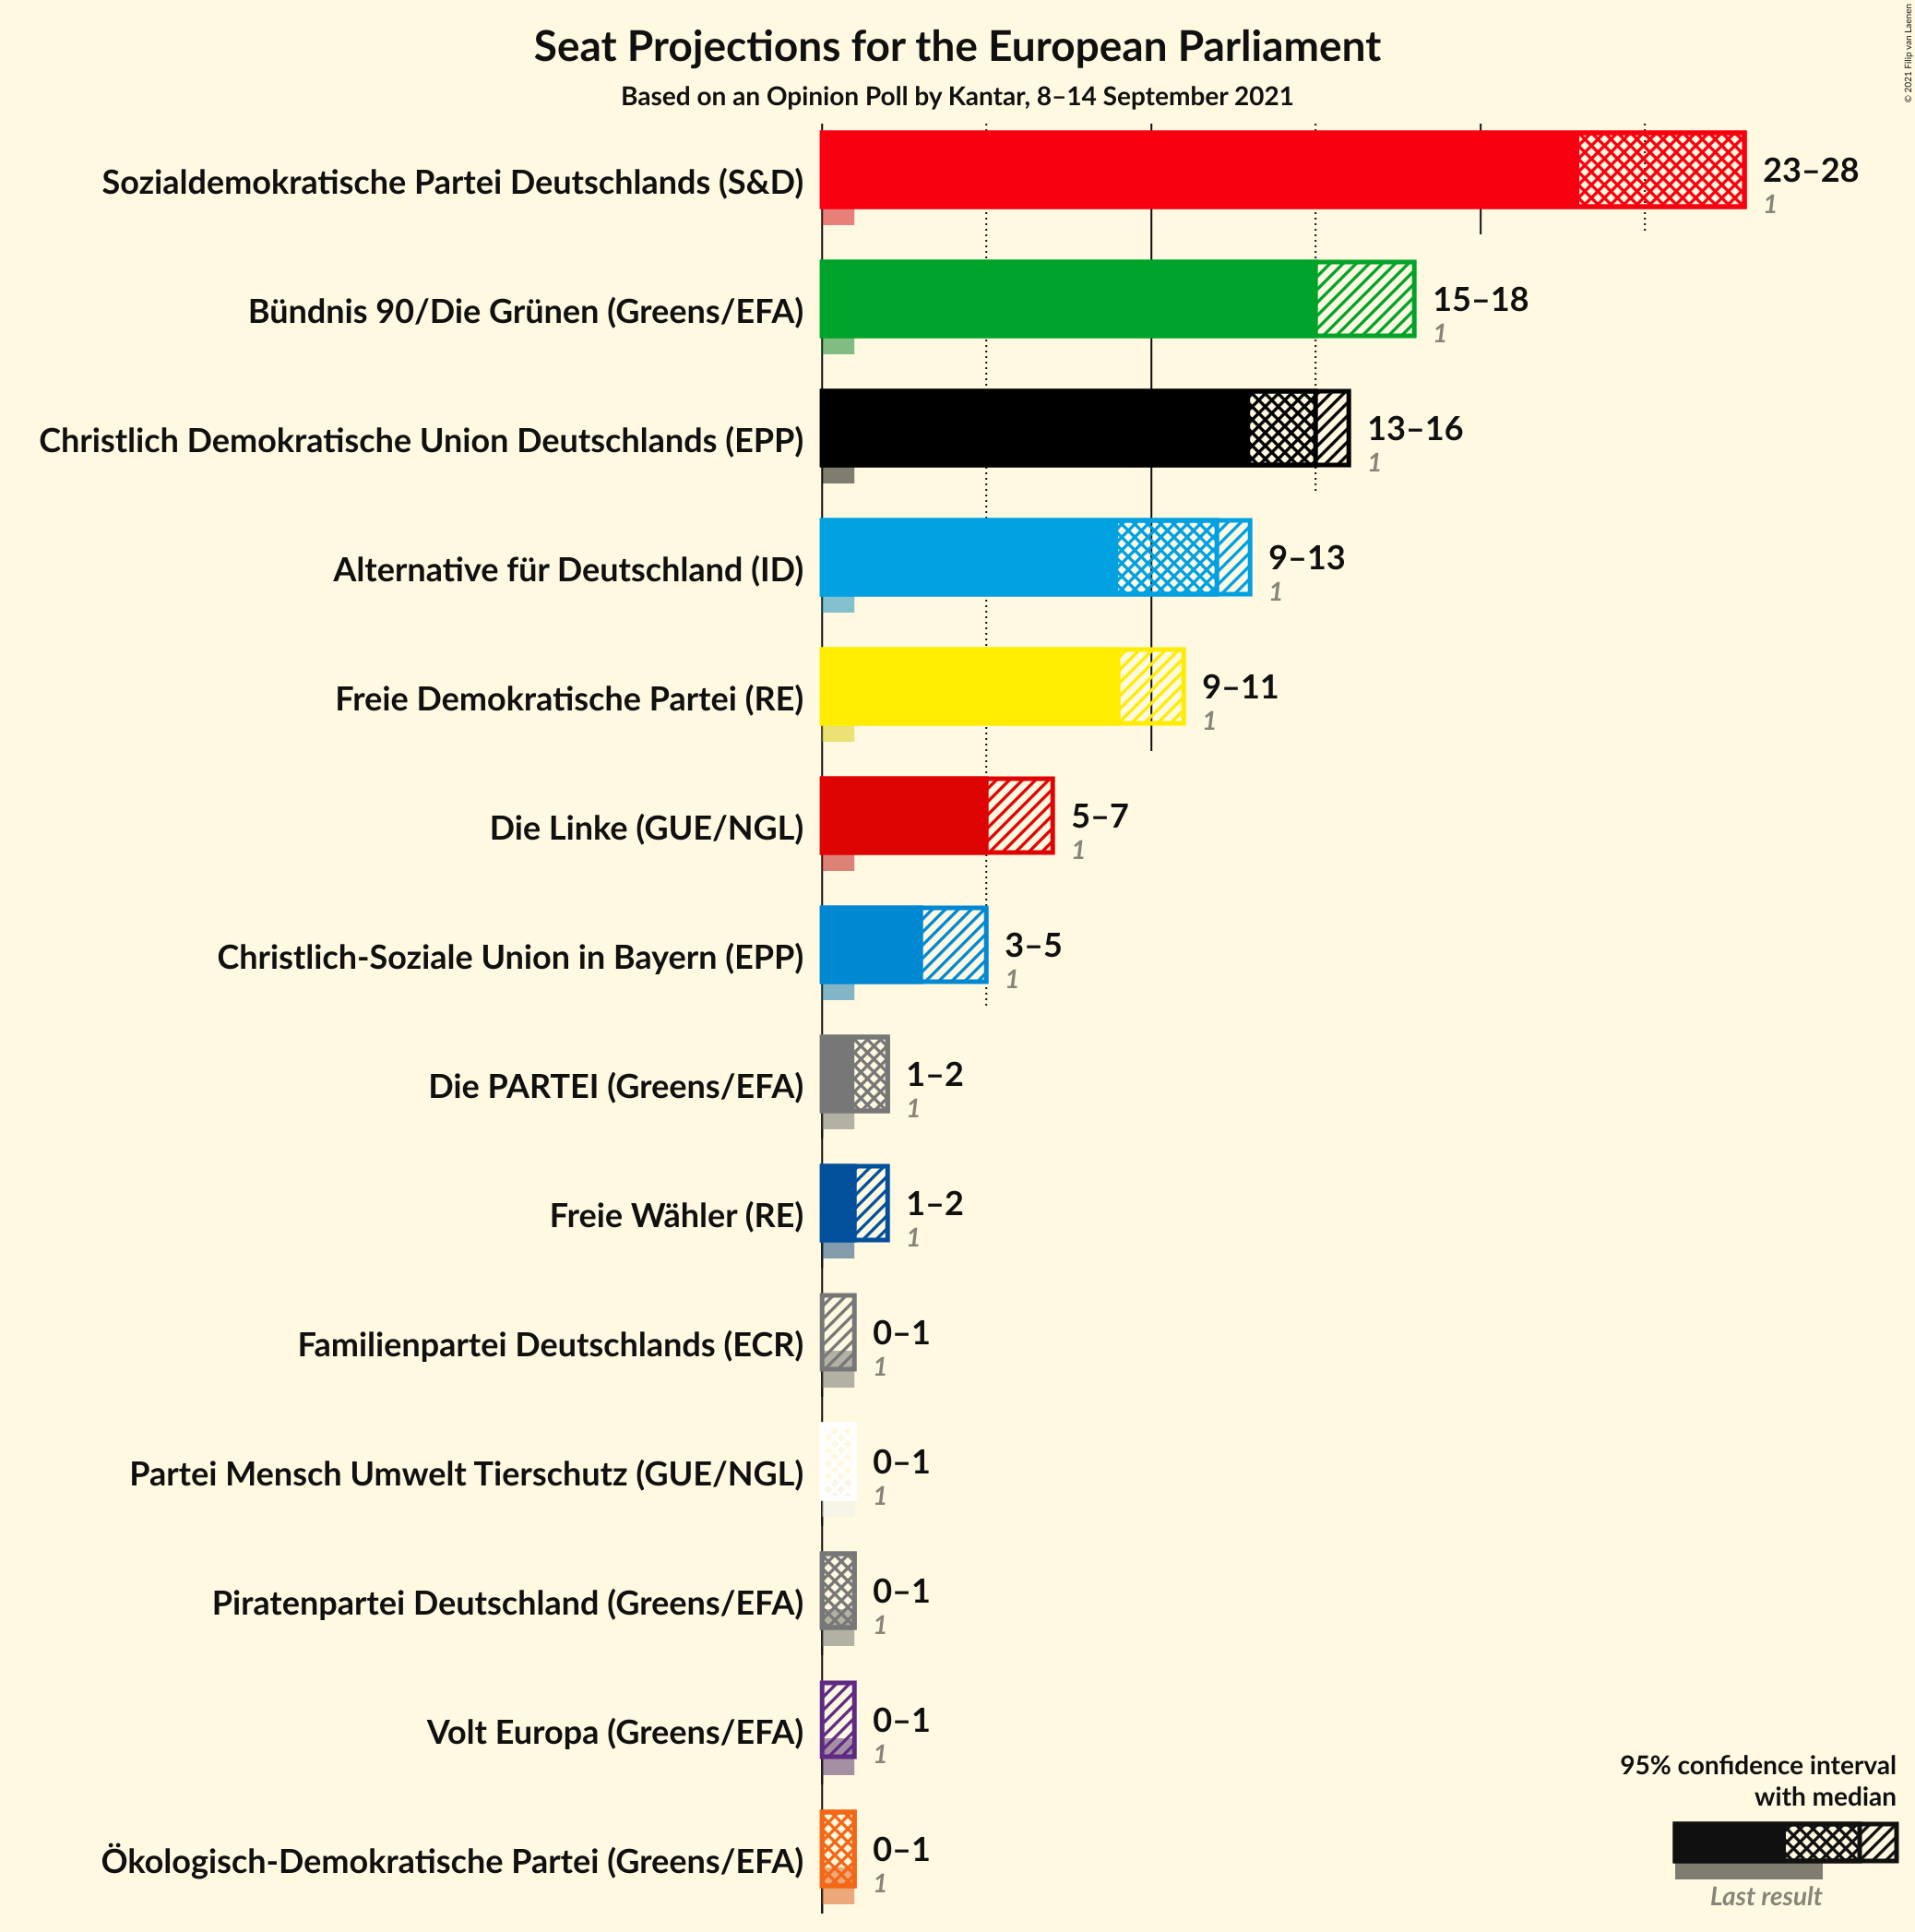 Seat Projections for the European Parliament
Based on an Opinion Poll by Kantar, 8–14 September 2021
© 2021 Filip van Laenen
Sozialdemokratische Partei Deutschlands (S&D)
23–28
1
Bündnis 90/Die Grünen (Greens/EFA)
15–18
1
Christlich Demokratische Union Deutschlands (EPP)
13–16
1
Alternative für Deutschland (ID)
9–13
1
Freie Demokratische Partei (RE)
9–11
1
Die Linke (GUE/NGL)
5–7
1
Christlich-Soziale Union in Bayern (EPP)
3–5
1
Die PARTEI (Greens/EFA)
1–2
1
Freie Wähler (RE)
1–2
1
Familienpartei Deutschlands (ECR)
0–1
1
Partei Mensch Umwelt Tierschutz (GUE/NGL)
0–1
1
Piratenpartei Deutschland (Greens/EFA)
0–1
1
Volt Europa (Greens/EFA)
0–1
1
Ökologisch-Demokratische Partei (Greens/EFA)
0–1
1
95% confidence interval
with median
Last result